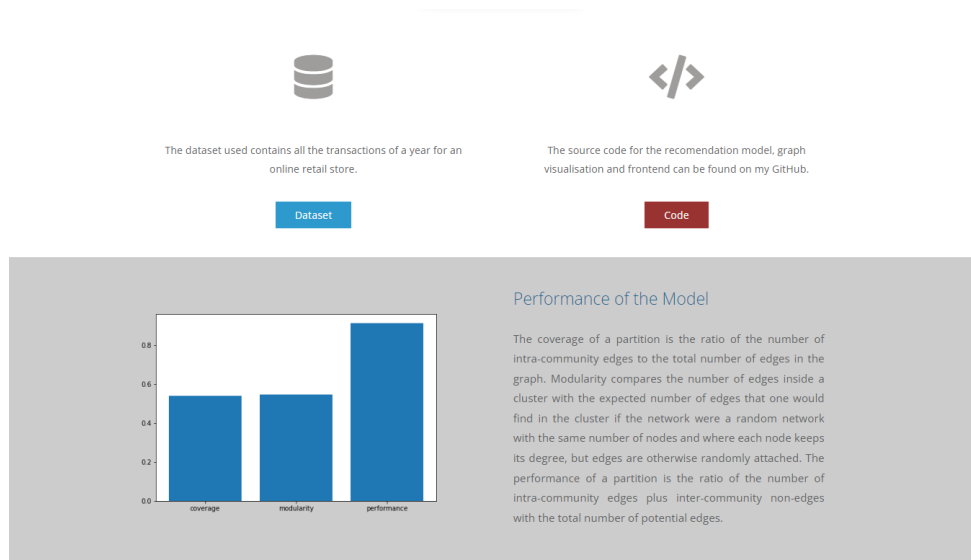 The dataset used contains all the transactions of a year for an
online retail store.
Dataset
The source code for the recomendation model, graph
visualisation and frontend can be found on my GitHub.
Code
0.8
0.6
0.4
0.2
0.0
coverage
modularity
performance
Performance of the Model
The coverage of a partition is the ratio of the number of
intra-community edges to the total number of edges in the
graph. Modularity compares the number of edges inside a
cluster with the expected number of edges that one would
find in the cluster if the network were a random network
with the same number of nodes and where each node keeps
its degree, but edges are otherwise randomly attached. The
performance of a partition is the ratio of the number of
intra-community edges plus inter-community non-edges
with the total number of potential edges.